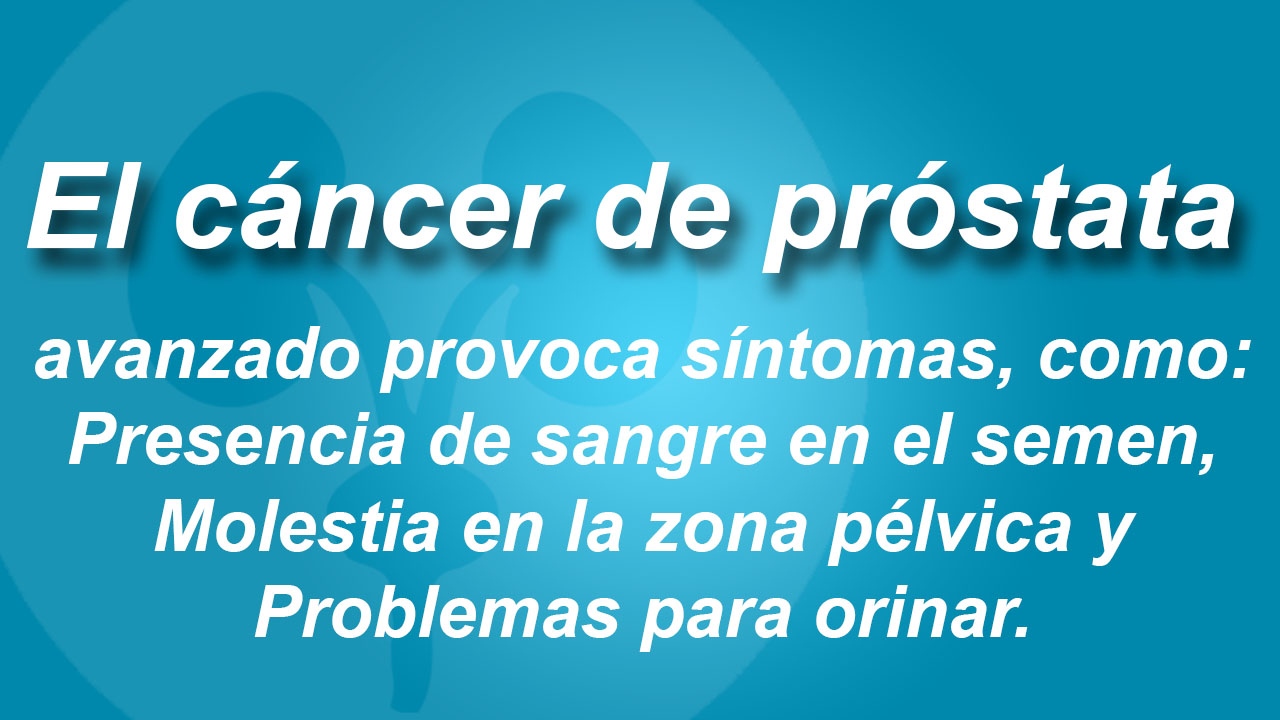 El cáncer de próstata
avanzado provoca síntomas, como:
Presencia de sangre en el semen,
Molestia en la zona pélvica y
Problemas para orinar.